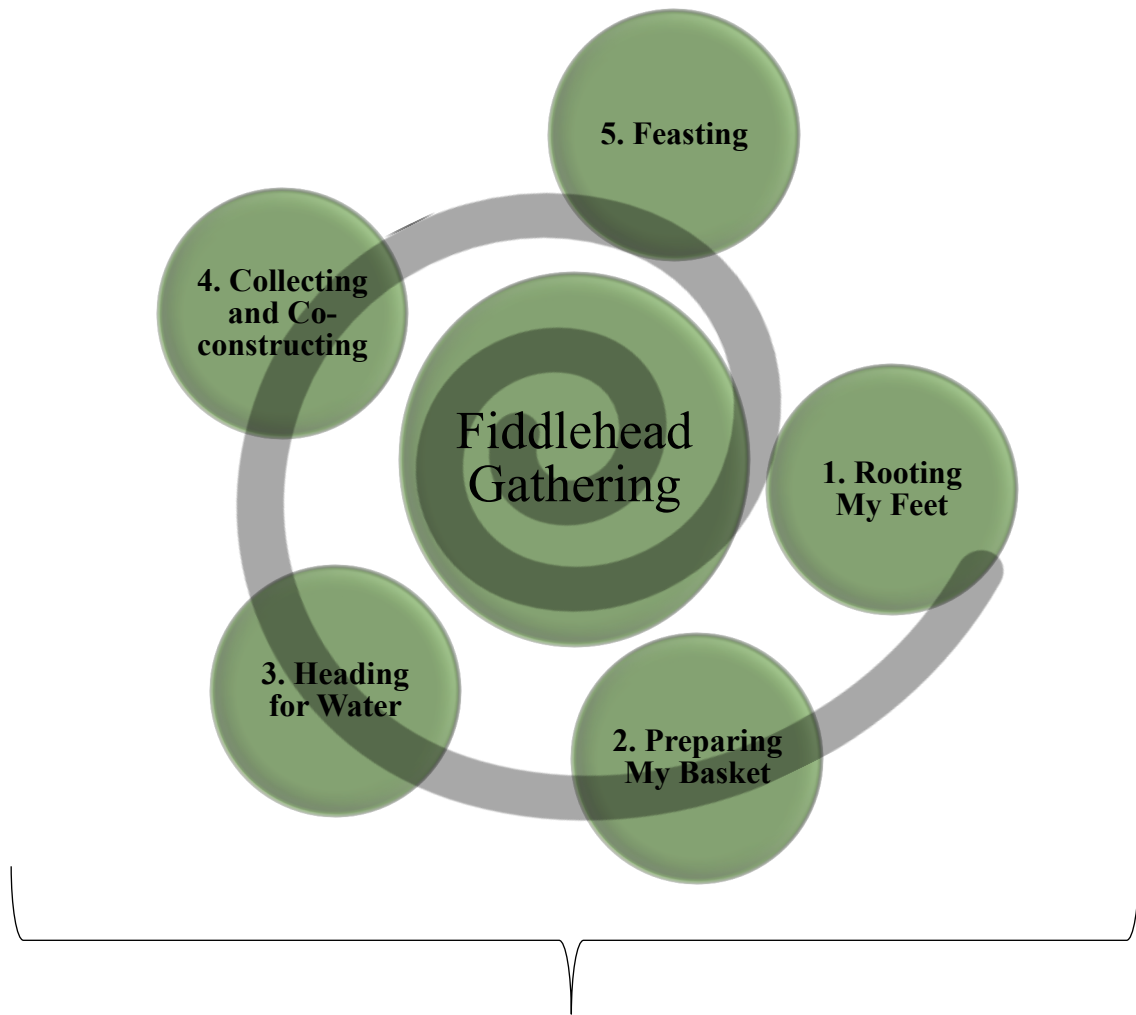 5. Feasting
4. Collecting
and Co-
constructing
Fiddlehead
Gathering
1. Rooting
My Feet
3. Heading
for Water
2. Preparing
My Basket